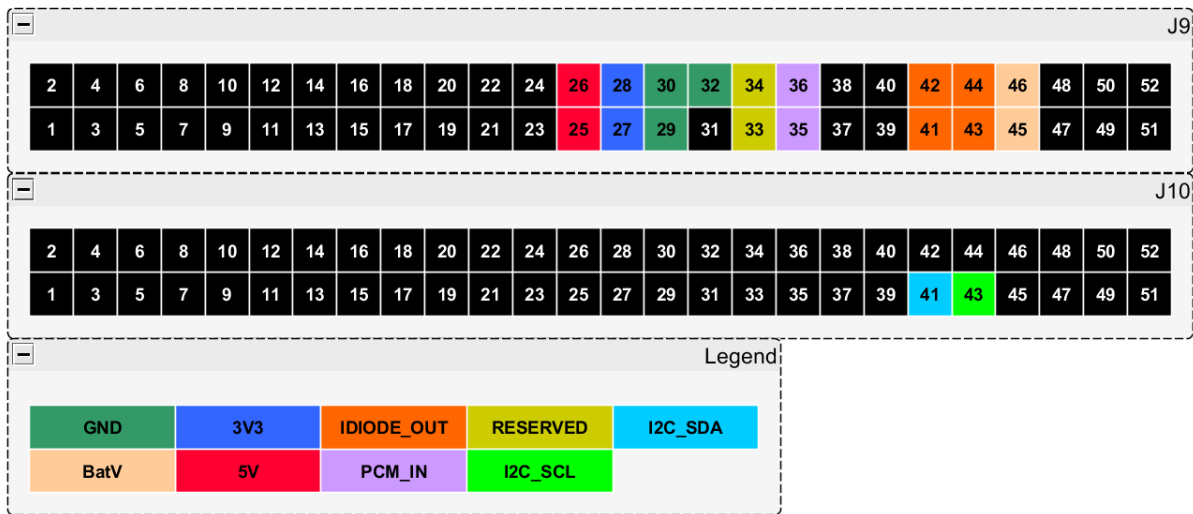 J9
2 4 6 8 10 12 14 16 18 20 22 24 26 28 30 32 34 36 38 40 42 44 46 48 50 52
1 3 5 7 9 11 13 15 17 19 21 23 25 27 29 31 33 35 37 39 41 43 45 47 49 51
J10
2 4 6 8 10 12 14 16 18 20 22 24 26 28 30 32 34 36 38 40 42 44 46 48 50 52
1 3 5 7 9 11 13 15 17 19 21 23 25 27 29 31 33 35 37 39 41 43 45 47 49 51
Legend
GND 3V3 IDIODE_OUT RESERVED I2C_SDA
BatV 5V PCM_IN I2C_SCL